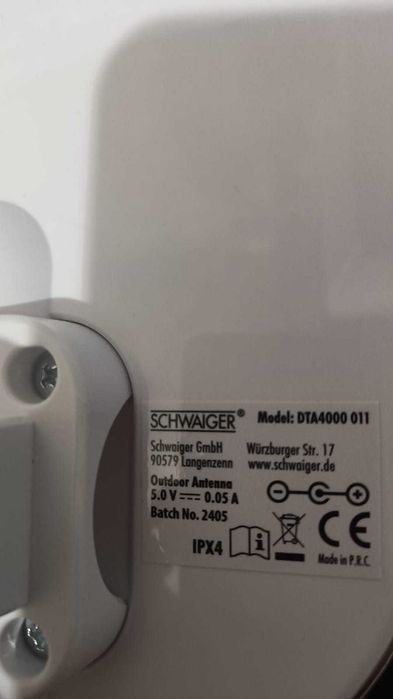 SCHWAIGER® Model: DTA4000 011
Schwaiger GmbH Würzburger Str. 17
90579 Langenzenn www.schwaiger.de
Outdoor Antenna
5.0 V ⎓ 0.05 A
Batch No. 2405
IPX4
CE
Made in P.R.C.